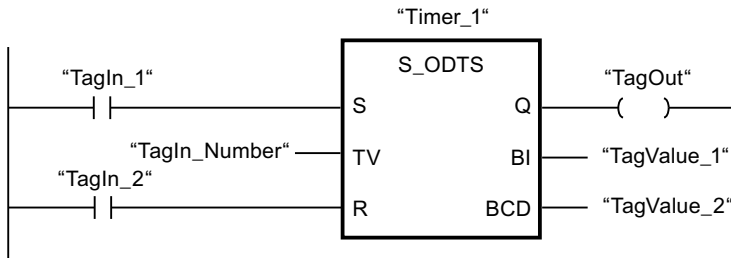 “Timer_1“
S_ODTS
“TagIn_1“
S
Q
“TagOut“
“TagIn_Number“
TV
BI
“TagValue_1“
“TagIn_2“
R
BCD
“TagValue_2“